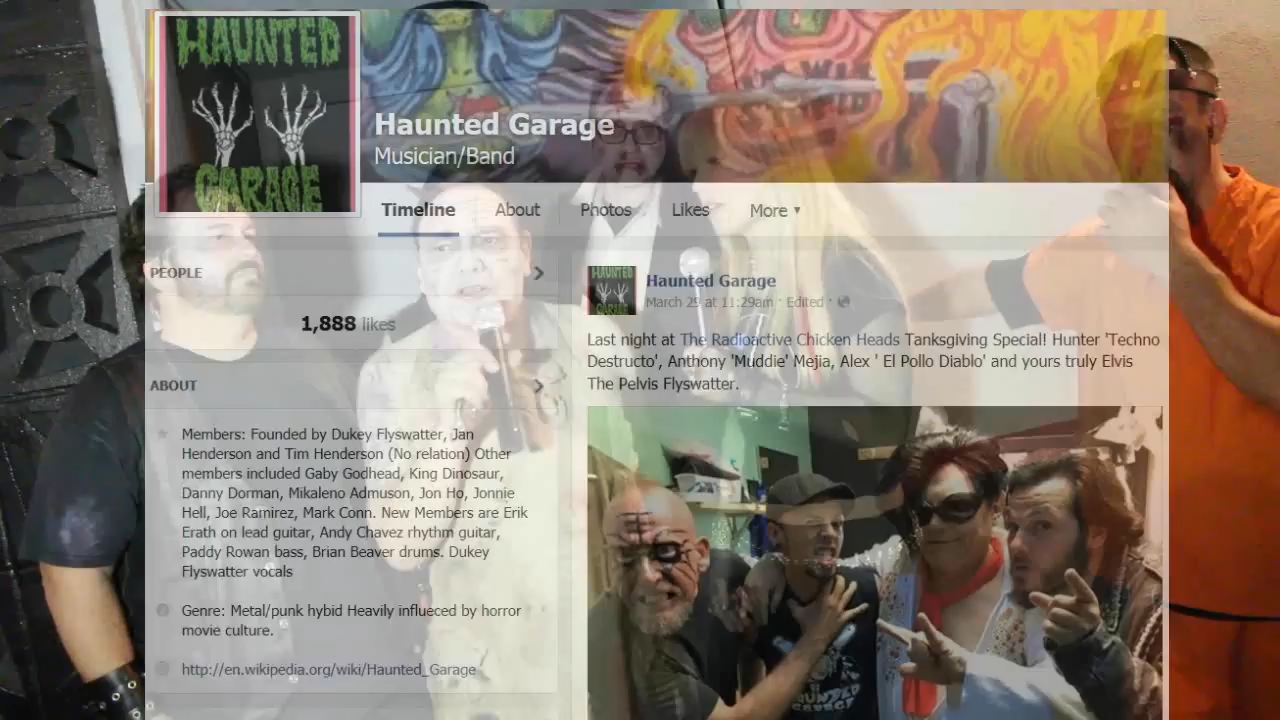 HAUNTED
GARAGE
Haunted Garage
Musician/Band
Timeline About Photos Likes More
PEOPLE
1,888 likes
ABOUT
Members: Founded by Dukey Flyswatter, Jan
Henderson and Tim Henderson (No relation) Other
members included Gaby Godhead, King Dinosaur,
Danny Dorman, Mikaleno Admuson, Jon Ho, Jonnie
Hell, Joe Ramirez, Mark Conn. New Members are Erik
Erath on lead guitar, Andy Chavez rhythm guitar,
Paddy Rowan bass, Brian Beaver drums. Dukey
Flyswatter vocals
Genre: Metal/punk hybid Heavily influeced by horror
movie culture.
http://en.wikipedia.org/wiki/Haunted_Garage
HAUNTED
GARAGE
Haunted Garage
March 29 at 11:29am · Edited ·
Last night at The Radioactive Chicken Heads Tanksgiving Special! Hunter 'Techno
Destructo', Anthony 'Muddie' Mejia, Alex ' El Pollo Diablo' and yours truly Elvis
The Pelvis Flyswatter.
HAUNTED
GARAGE